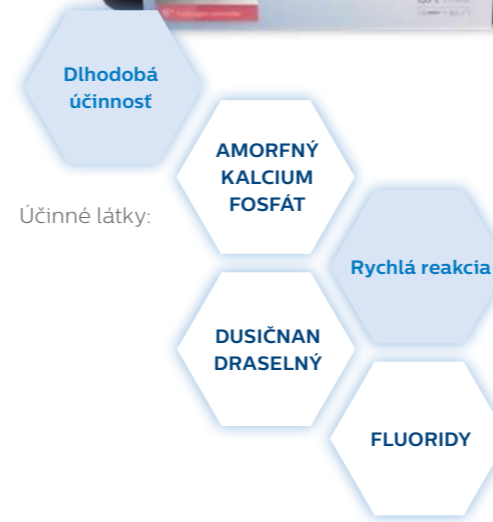 Dlhodobá
účinnosť
AMORFNÝ
KALCIUM
FOSFÁT
Účinné látky:
Rychlá reakcia
DUSIČNAN
DRASELNÝ
FLUORIDY